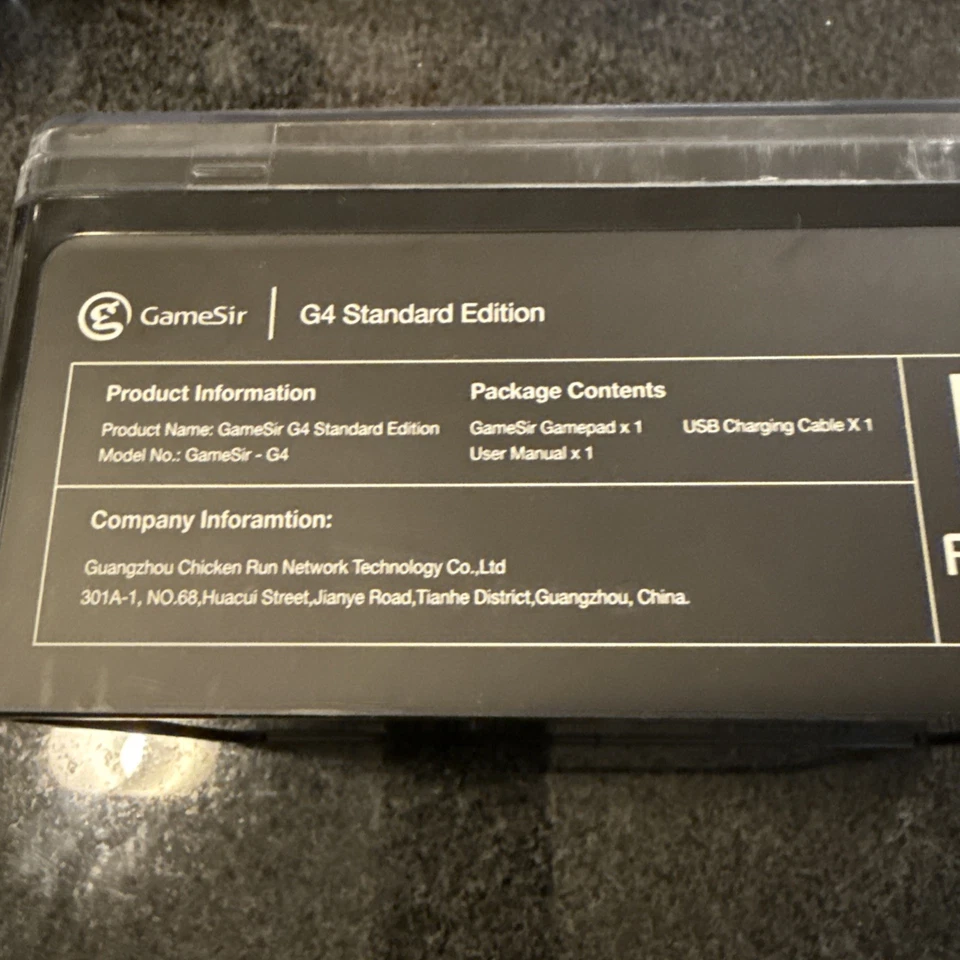 GameSir | G4 Standard Edition
Product Information
Product Name: GameSir G4 Standard Edition
Model No.: GameSir - G4
Package Contents
GameSir Gamepad x 1 USB Charging Cable X 1
User Manual x 1
Company Inforamtion:
Guangzhou Chicken Run Network Technology Co.,Ltd
301A-1, NO.68,Huacui Street,Jianye Road,Tianhe District,Guangzhou, China.